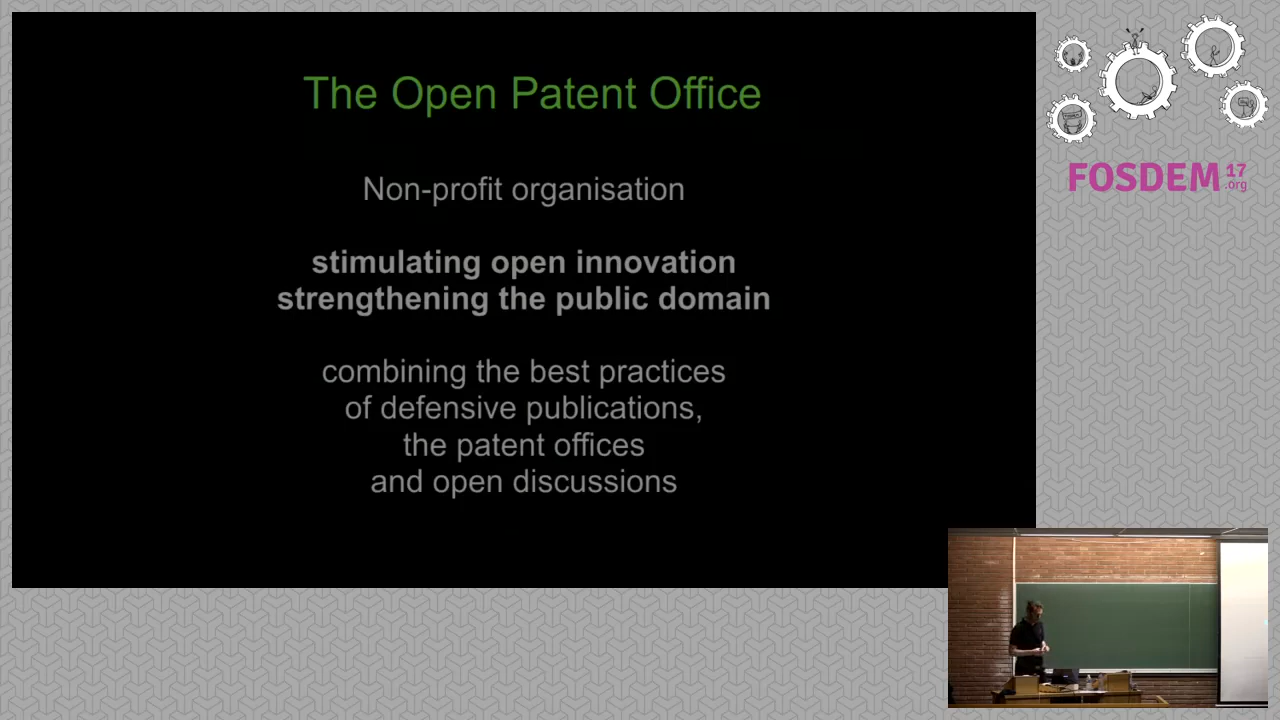 The Open Patent Office
Non-profit organisation
stimulating open innovation
strengthening the public domain
combining the best practices
of defensive publications,
the patent offices
and open discussions
FOSDEM 17
.org